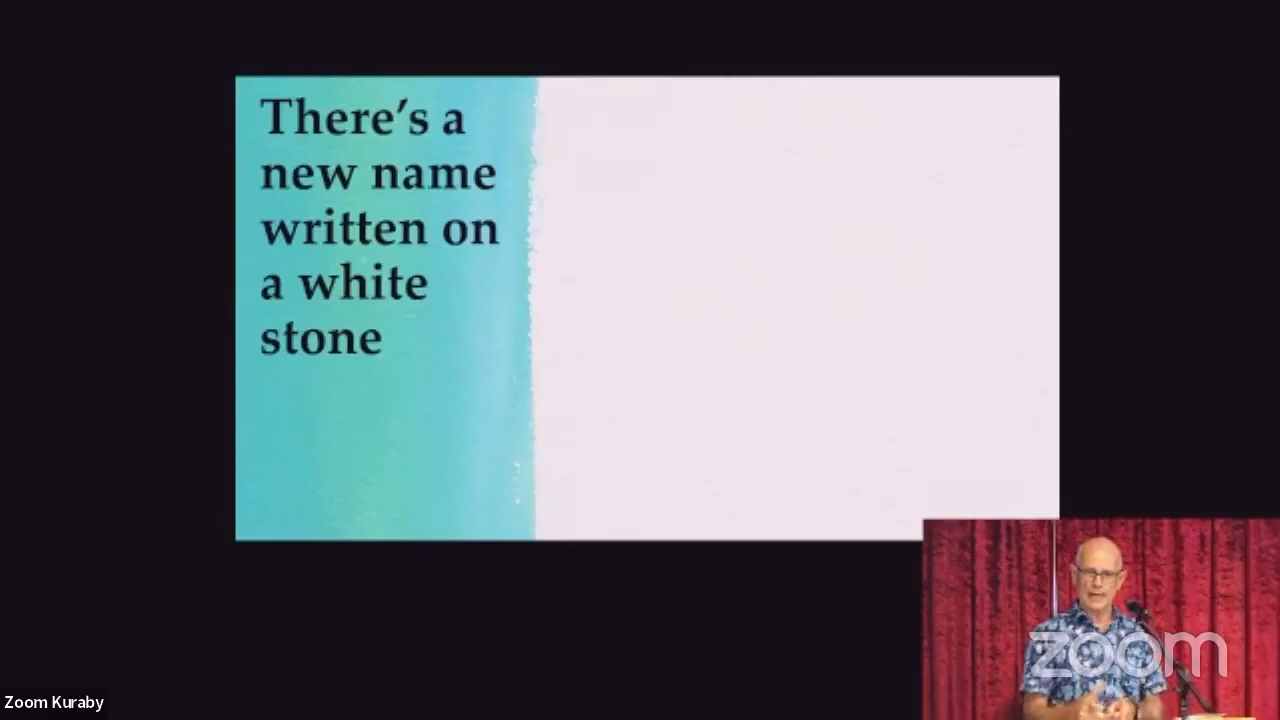 There's a
new name
written on
a white
stone
zoom
Zoom Kuraby